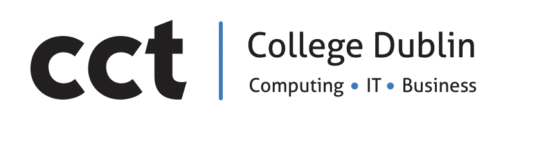 cct
College Dublin
Computing • IT • Business